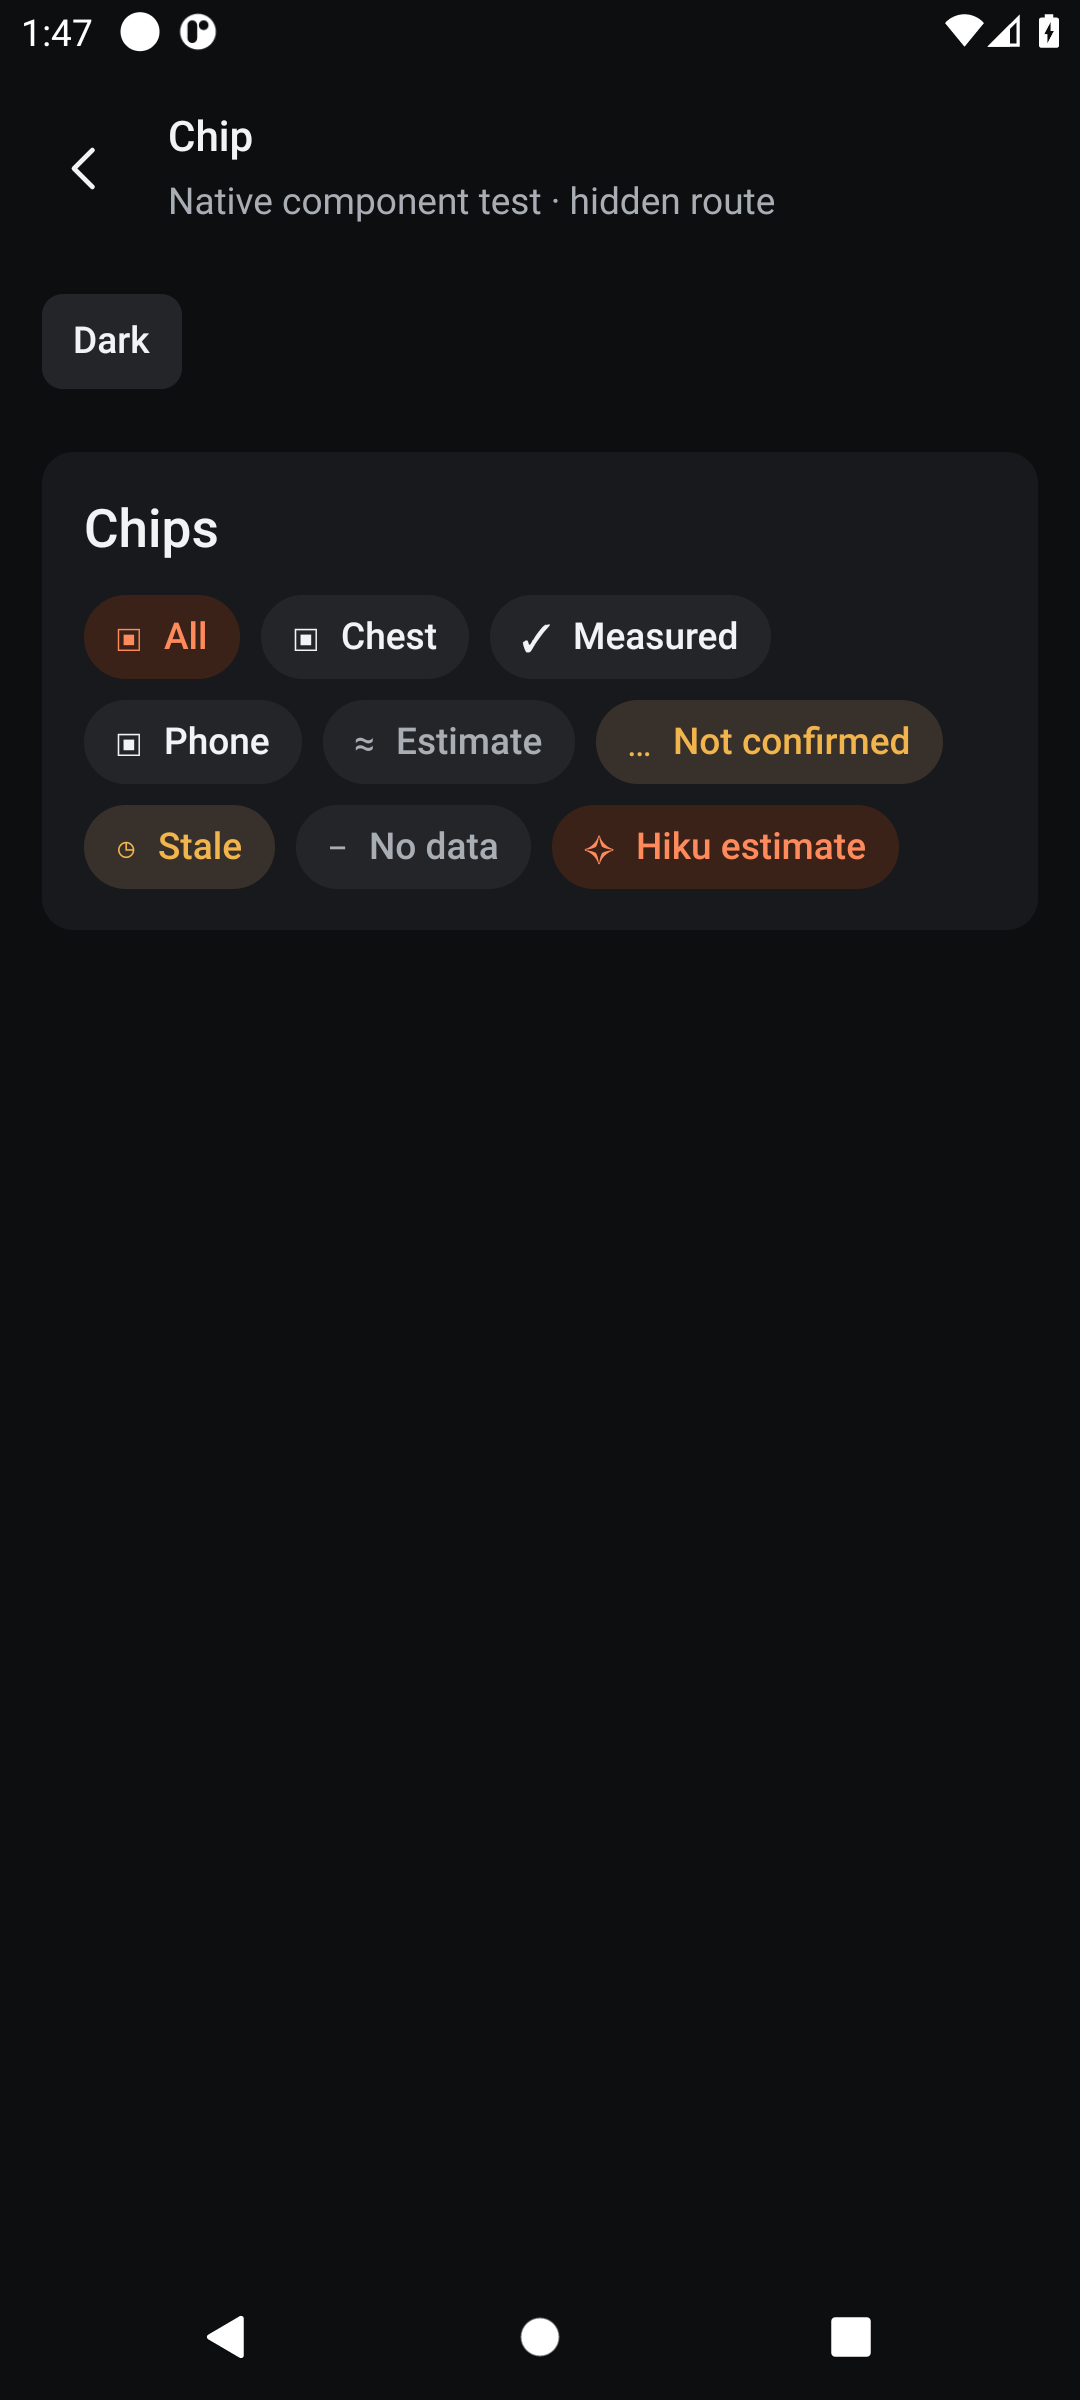 1:47
Chip
Native component test · hidden route
Dark
Chips
▣ All ▣ Chest ✓ Measured
▣ Phone ≈ Estimate … Not confirmed
◷ Stale – No data ✧ Hiku estimate